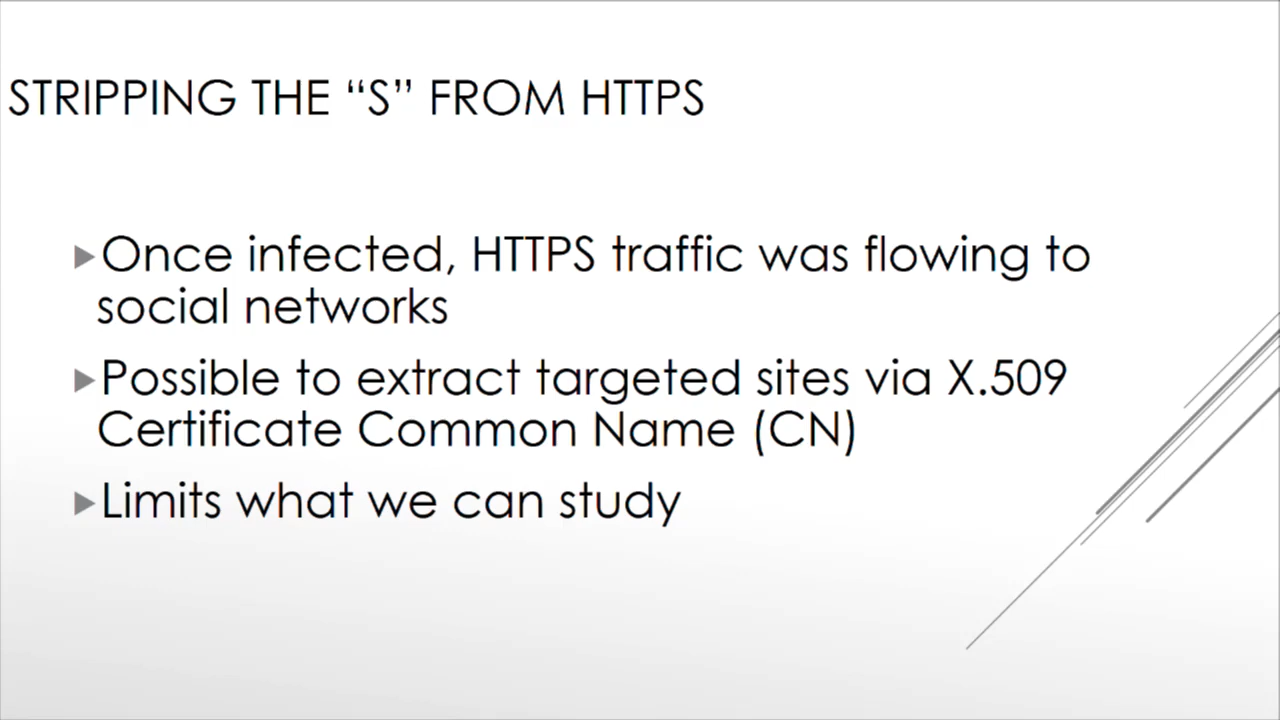 STRIPPING THE “S” FROM HTTPS
Once infected, HTTPS traffic was flowing to
social networks
Possible to extract targeted sites via X.509
Certificate Common Name (CN)
Limits what we can study